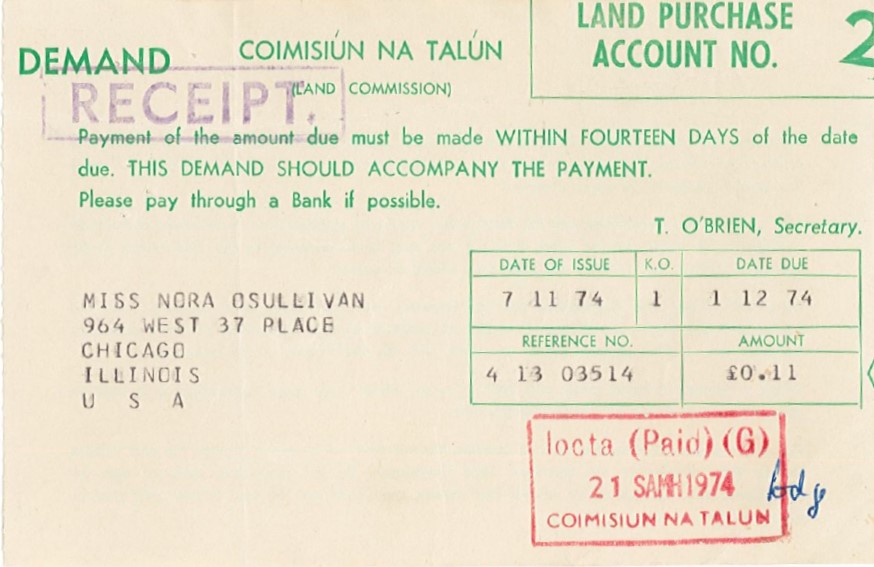 DEMAND
COIMISIÚN NA TALÚN
(LAND COMMISSION)
LAND PURCHASE
ACCOUNT NO. 2
RECEIPT.
Payment of the amount due must be made WITHIN FOURTEEN DAYS of the date
due. THIS DEMAND SHOULD ACCOMPANY THE PAYMENT.
Please pay through a Bank if possible.
T. O'BRIEN, Secretary.
DATE OF ISSUE K.O. DATE DUE
7 11 74 1 1 12 74
REFERENCE NO. AMOUNT
4 13 03514 £0.11
MISS NORA OSULLIVAN
964 WEST 37 PLACE
CHICAGO
ILLINOIS
U S A
Íocta (Paid) (G)
21 SAMH 1974
COIMISIUN NA TALUN